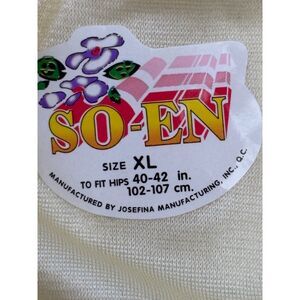 SO-EN
SIZE XL
TO FIT HIPS 40-42 in.
102-107 cm.
MANUFACTURED BY JOSEFINA MANUFACTURING, INC., Q.C.